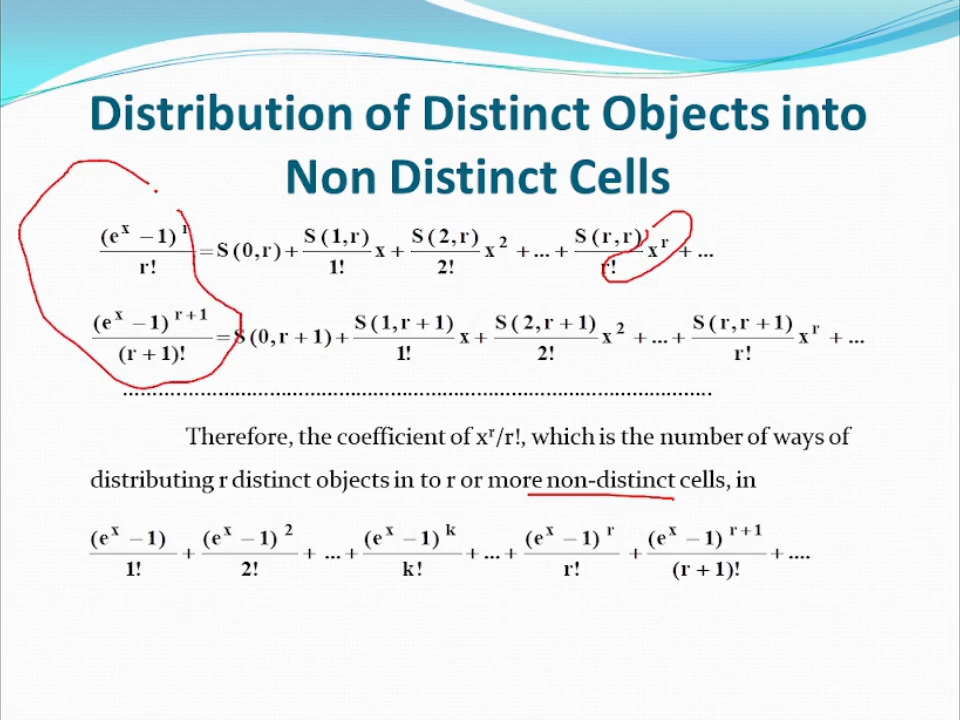 Distribution of Distinct Objects into
Non Distinct Cells
(e^x − 1)^r / r! = S(0,r) + S(1,r)/1! x + S(2,r)/2! x^2 + ... + S(r,r)/r! x^r + ...
(e^x − 1)^(r+1) / (r+1)! = S(0,r+1) + S(1,r+1)/1! x + S(2,r+1)/2! x^2 + ... + S(r,r+1)/r! x^r + ...
................................................................................................
Therefore, the coefficient of x^r/r!, which is the number of ways of
distributing r distinct objects in to r or more non-distinct cells, in
(e^x − 1)/1! + (e^x − 1)^2/2! + ... + (e^x − 1)^k/k! + ... + (e^x − 1)^r/r! + (e^x − 1)^(r+1)/(r+1)! + ....